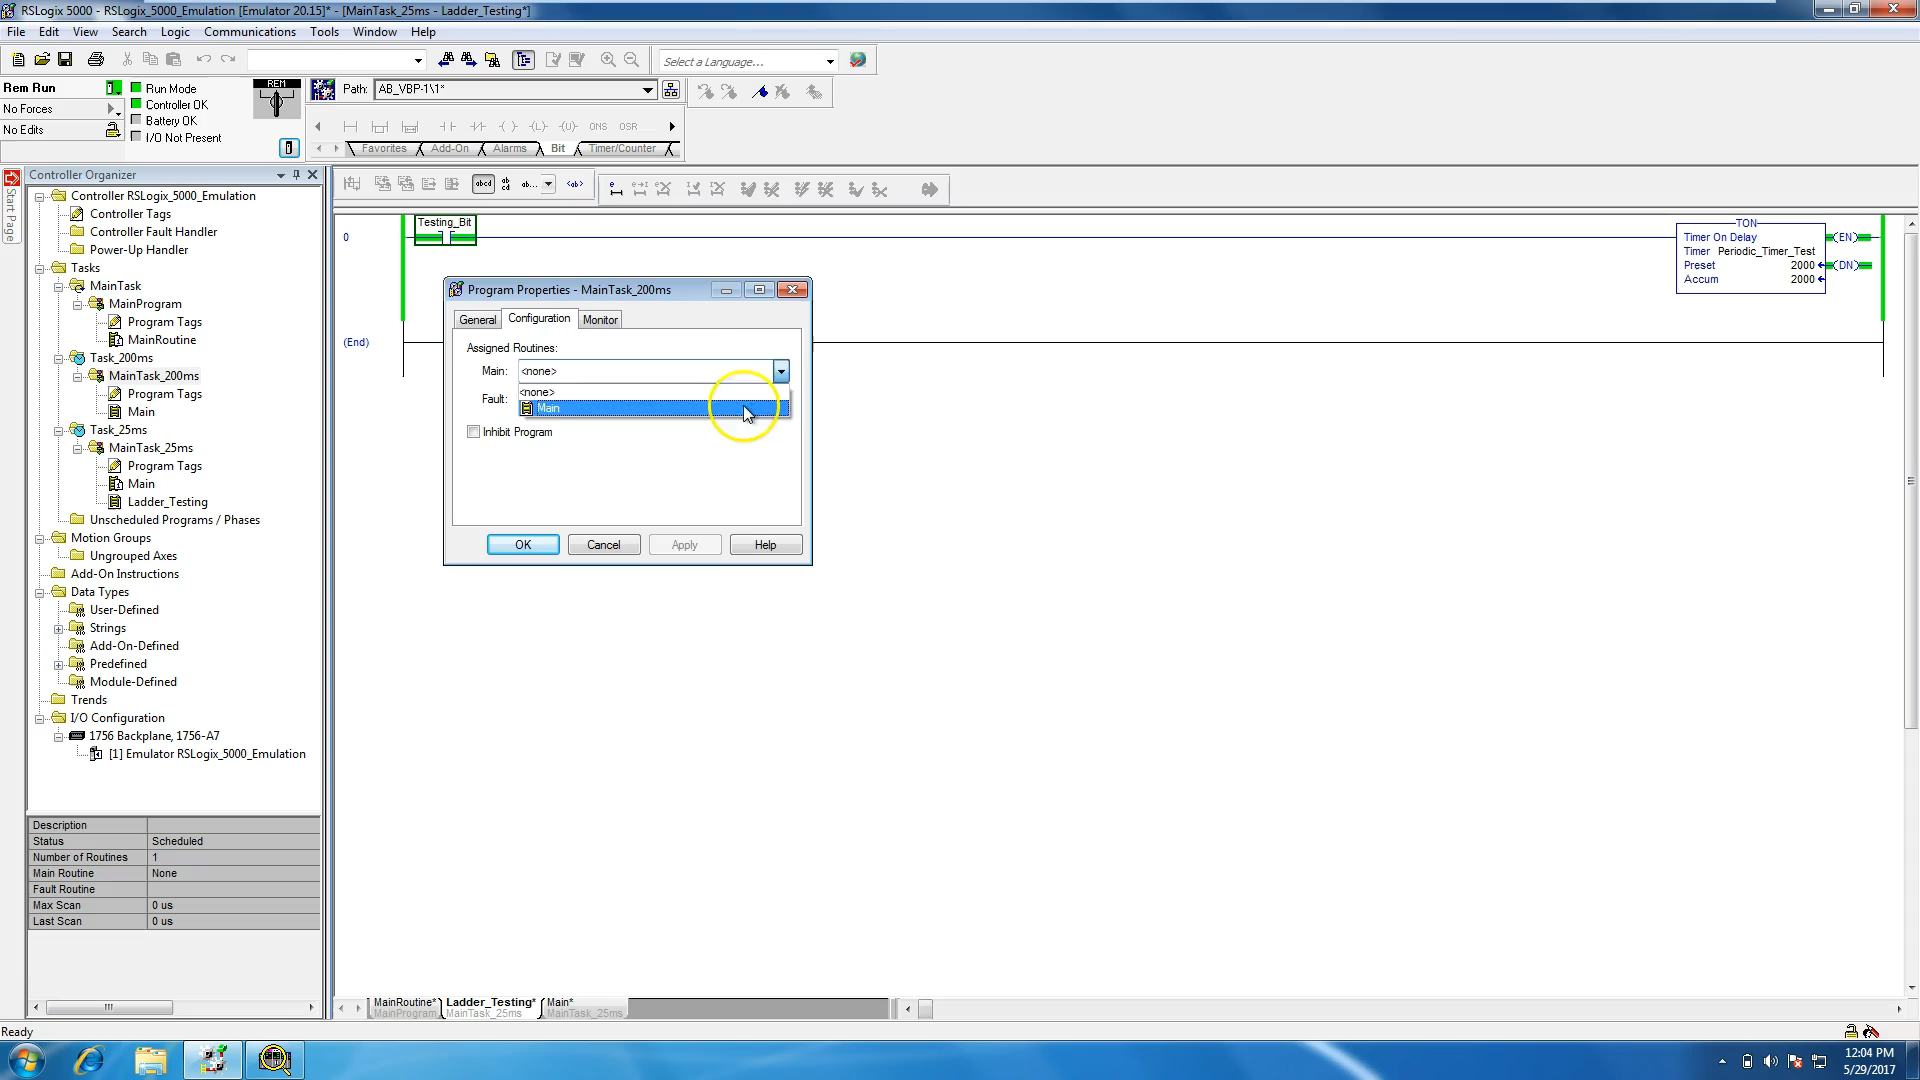 RSLogix 5000 - RSLogix_5000_Emulation [Emulator 20.15]* - [MainTask_25ms - Ladder_Testing*]
File Edit View Search Logic Communications Tools Window Help
Select a Language...
Rem Run
No Forces
No Edits
Run Mode
Controller OK
Battery OK
I/O Not Present
REM
Path: AB_VBP-1\1*
ONS OSR
Favorites Add-On Alarms Bit Timer/Counter
Start Page
Controller Organizer
Controller RSLogix_5000_Emulation
Controller Tags
Controller Fault Handler
Power-Up Handler
Tasks
MainTask
MainProgram
Program Tags
MainRoutine
Task_200ms
MainTask_200ms
Program Tags
Main
Task_25ms
MainTask_25ms
Program Tags
Main
Ladder_Testing
Unscheduled Programs / Phases
Motion Groups
Ungrouped Axes
Add-On Instructions
Data Types
User-Defined
Strings
Add-On-Defined
Predefined
Module-Defined
Trends
I/O Configuration
1756 Backplane, 1756-A7
[1] Emulator RSLogix_5000_Emulation
Description
Status Scheduled
Number of Routines 1
Main Routine None
Fault Routine
Max Scan 0 us
Last Scan 0 us
0
Testing_Bit
TON
Timer On Delay
Timer Periodic_Timer_Test
Preset 2000
Accum 2000
EN
DN
(End)
Program Properties - MainTask_200ms
General Configuration Monitor
Assigned Routines:
Main: <none>
<none>
Main
Fault:
Inhibit Program
OK Cancel Apply Help
MainRoutine* Ladder_Testing* Main*
MainProgram MainTask_25ms MainTask_25ms
Ready
12:04 PM
5/29/2017